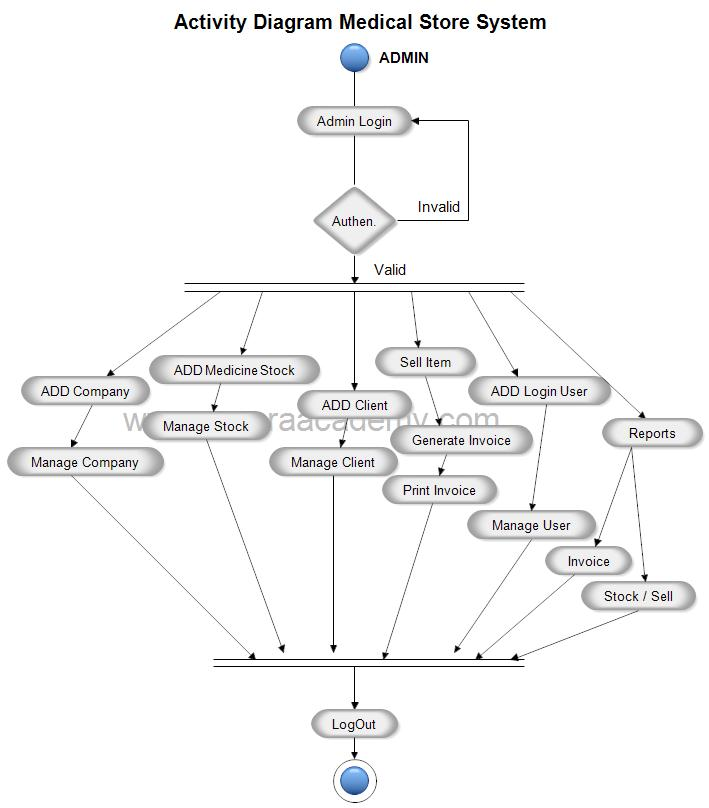 Activity Diagram Medical Store System
ADMIN
Admin Login
Invalid
Authen.
Valid
Sell Item
ADD Medicine Stock
ADD Company
ADD Login User
ADD Client
Manage Stock
Reports
Generate Invoice
Manage Company
Manage Client
Print Invoice
Manage User
Invoice
Stock / Sell
LogOut